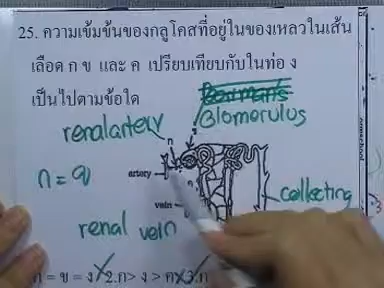 25. ความเข้มข้นของกลูโคสที่อยู่ในของเหลวในเส้น
เลือด ก ข และ ค เปรียบเทียบกับในท่อ ง
เป็นไปตามข้อใด
Glomerulus
renal artery
ก
ก = ข
artery
collecting
vein
renal vein
= ข = ง 2. ก > ง > ค 3. ก